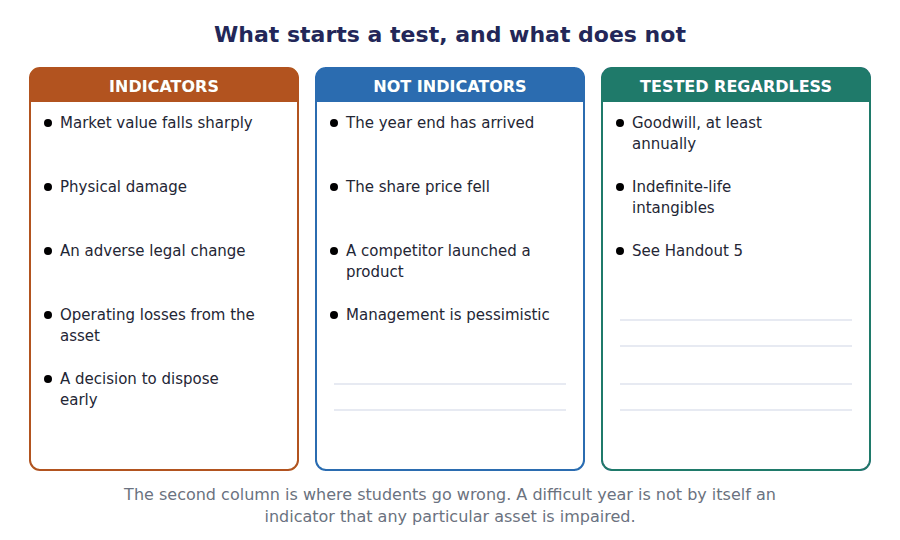 What starts a test, and what does not
INDICATORS
Market value falls sharply
Physical damage
An adverse legal change
Operating losses from the
asset
A decision to dispose
early
NOT INDICATORS
The year end has arrived
The share price fell
A competitor launched a
product
Management is pessimistic
TESTED REGARDLESS
Goodwill, at least
annually
Indefinite-life
intangibles
See Handout 5
The second column is where students go wrong. A difficult year is not by itself an
indicator that any particular asset is impaired.